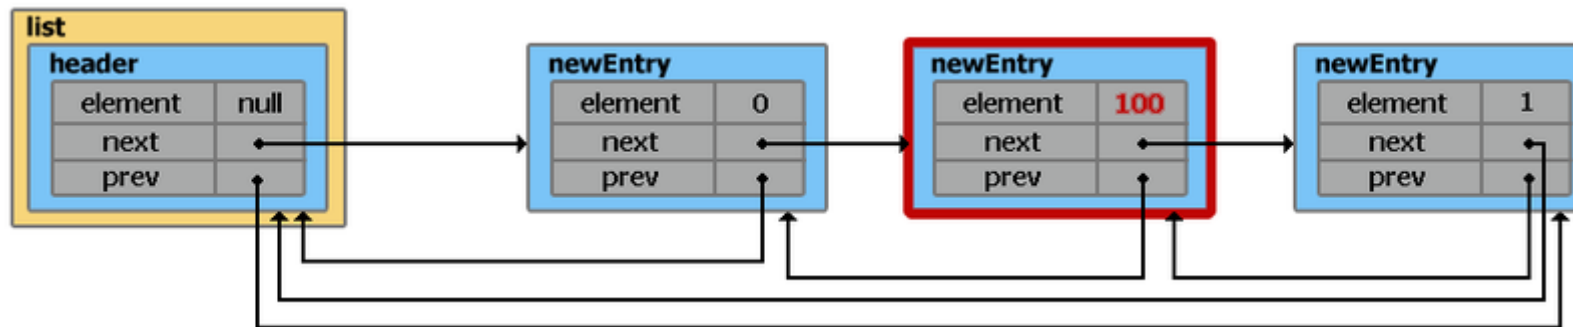 list
header
element null
next
prev
newEntry
element 0
next
prev
newEntry
element 100
next
prev
newEntry
element 1
next
prev